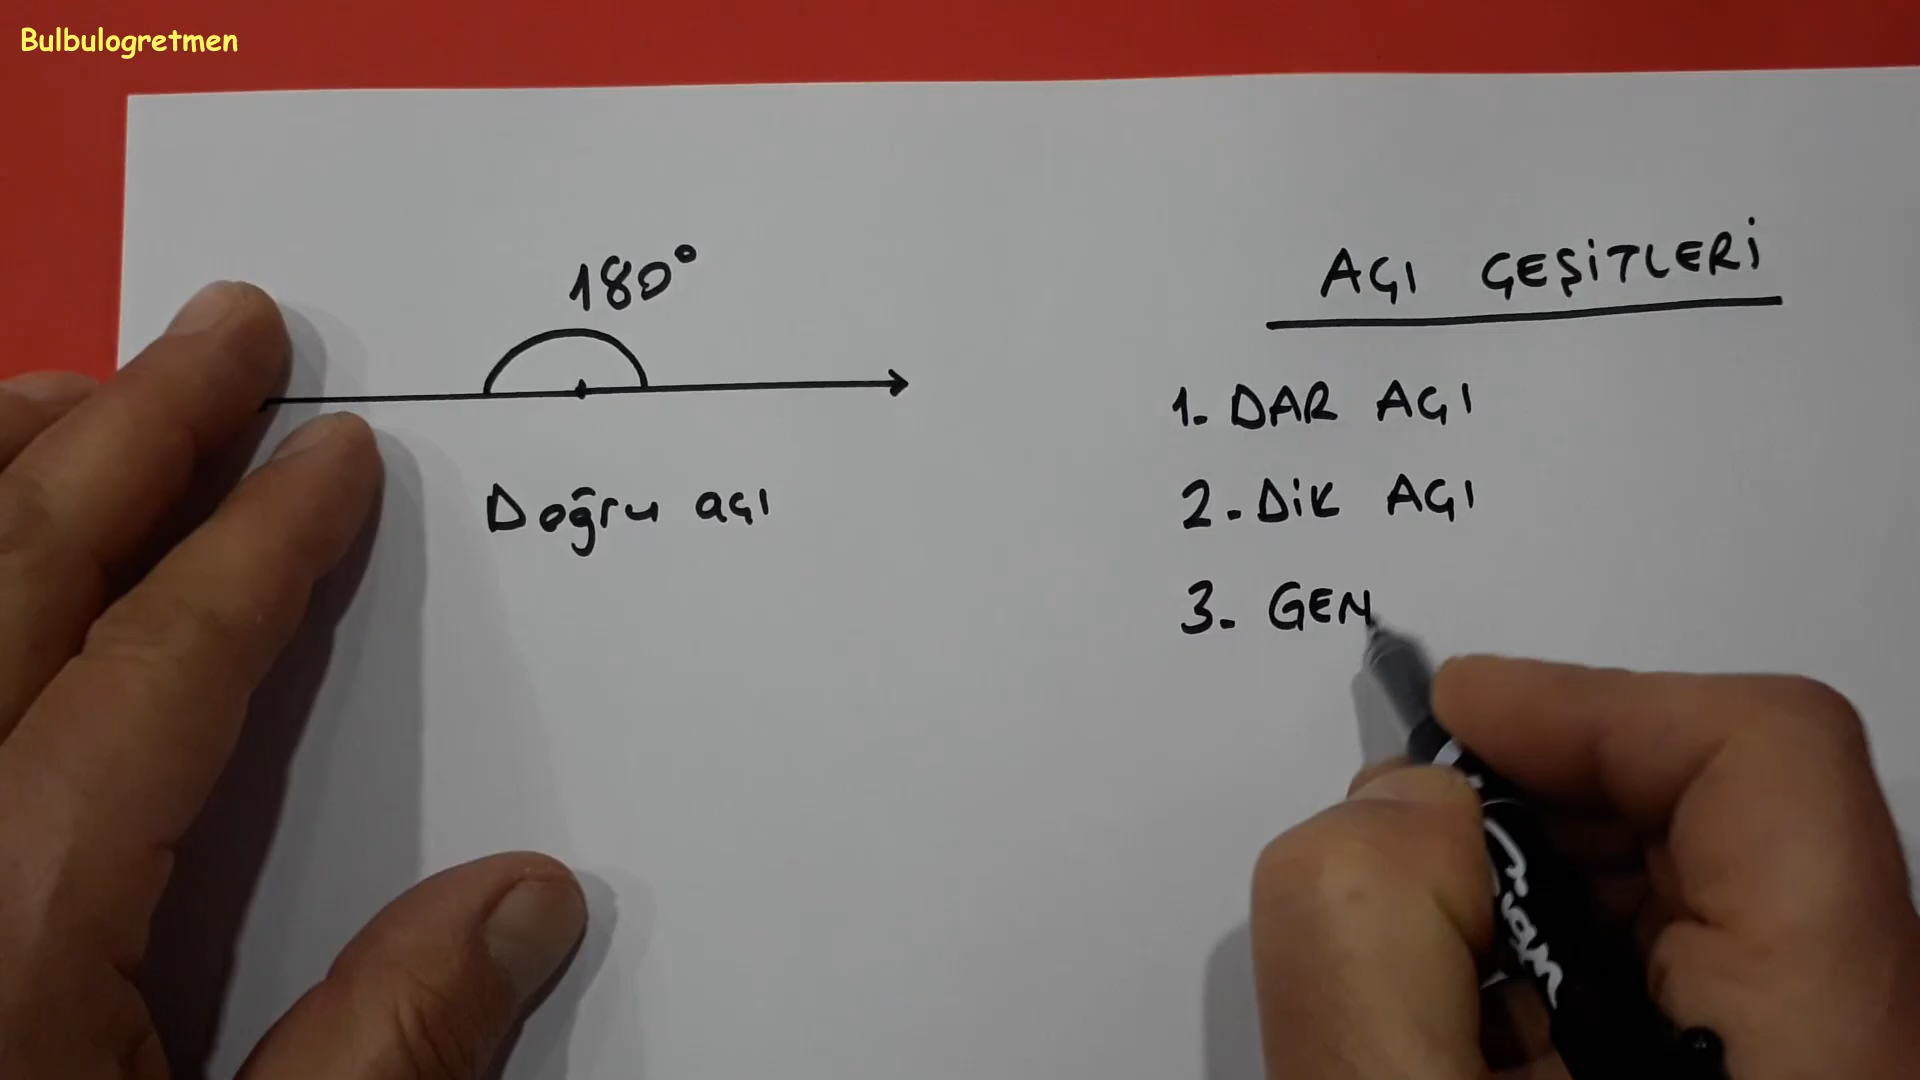 Bulbulogretmen
180°
Doğru açı
AÇI ÇEŞİTLERİ
1. DAR AÇI
2. DİK AÇI
3. GEN